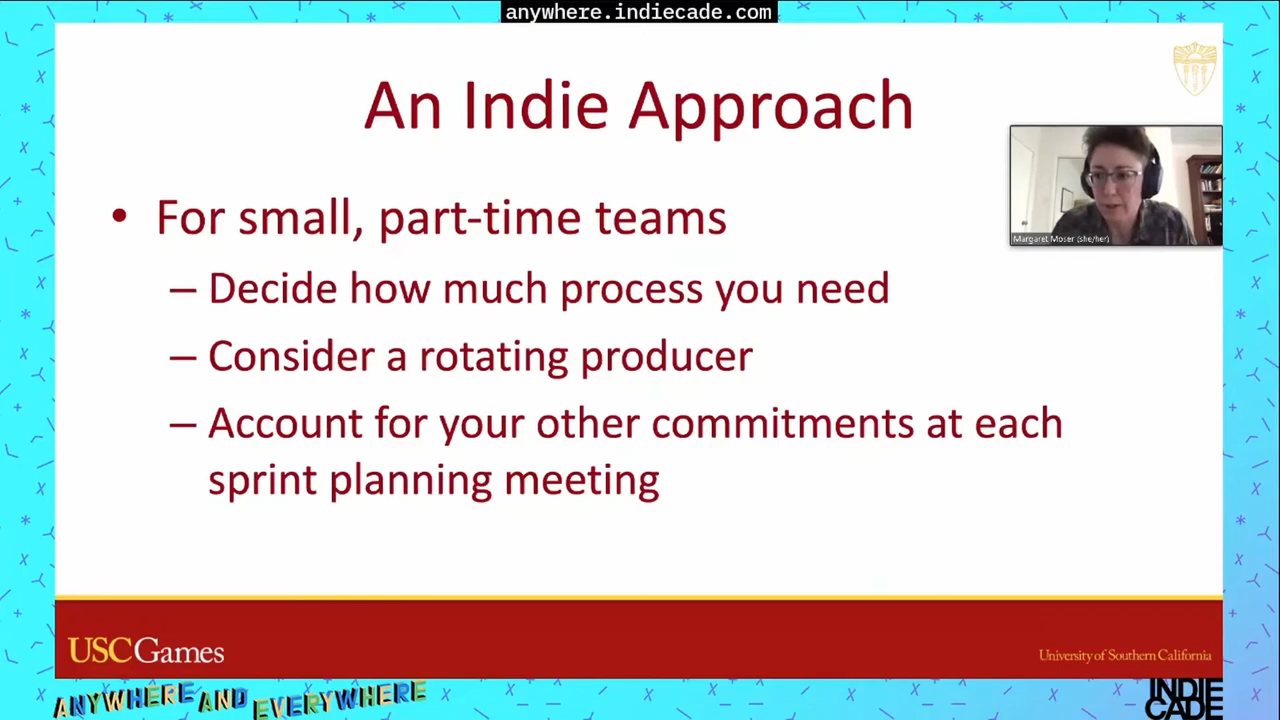 anywhere.indiecade.com
An Indie Approach
• For small, part-time teams
– Decide how much process you need
– Consider a rotating producer
– Account for your other commitments at each
sprint planning meeting
Margaret Moser (she/her)
USCGames
University of Southern California
ANYWHERE AND EVERYWHERE
INDIE
CADE